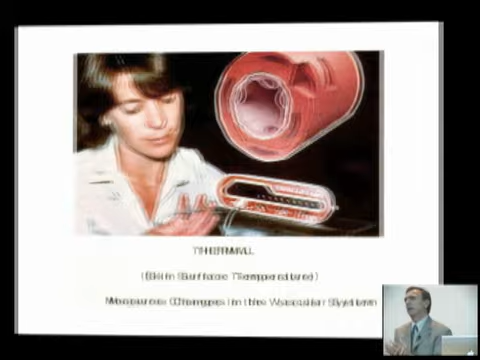 THERMAL
(Skin Surface Temperature)
Measures Changes in the Vascular System